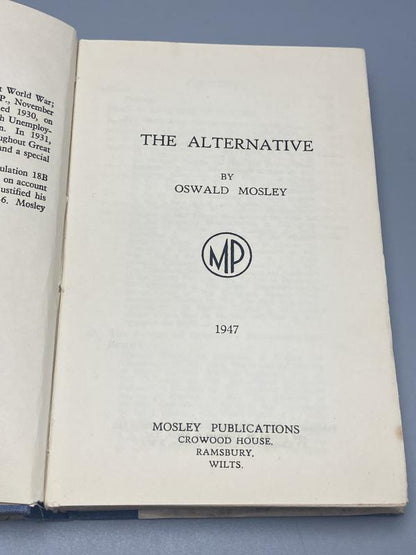 t World War;
P., November
ed 1930, on
h Unemploy-
n. In 1931,
ughout Great
and a special
ulation 18B
on account
ustified his
6. Mosley
THE ALTERNATIVE
BY
OSWALD MOSLEY
MP
1947
MOSLEY PUBLICATIONS
CROWOOD HOUSE,
RAMSBURY,
WILTS.